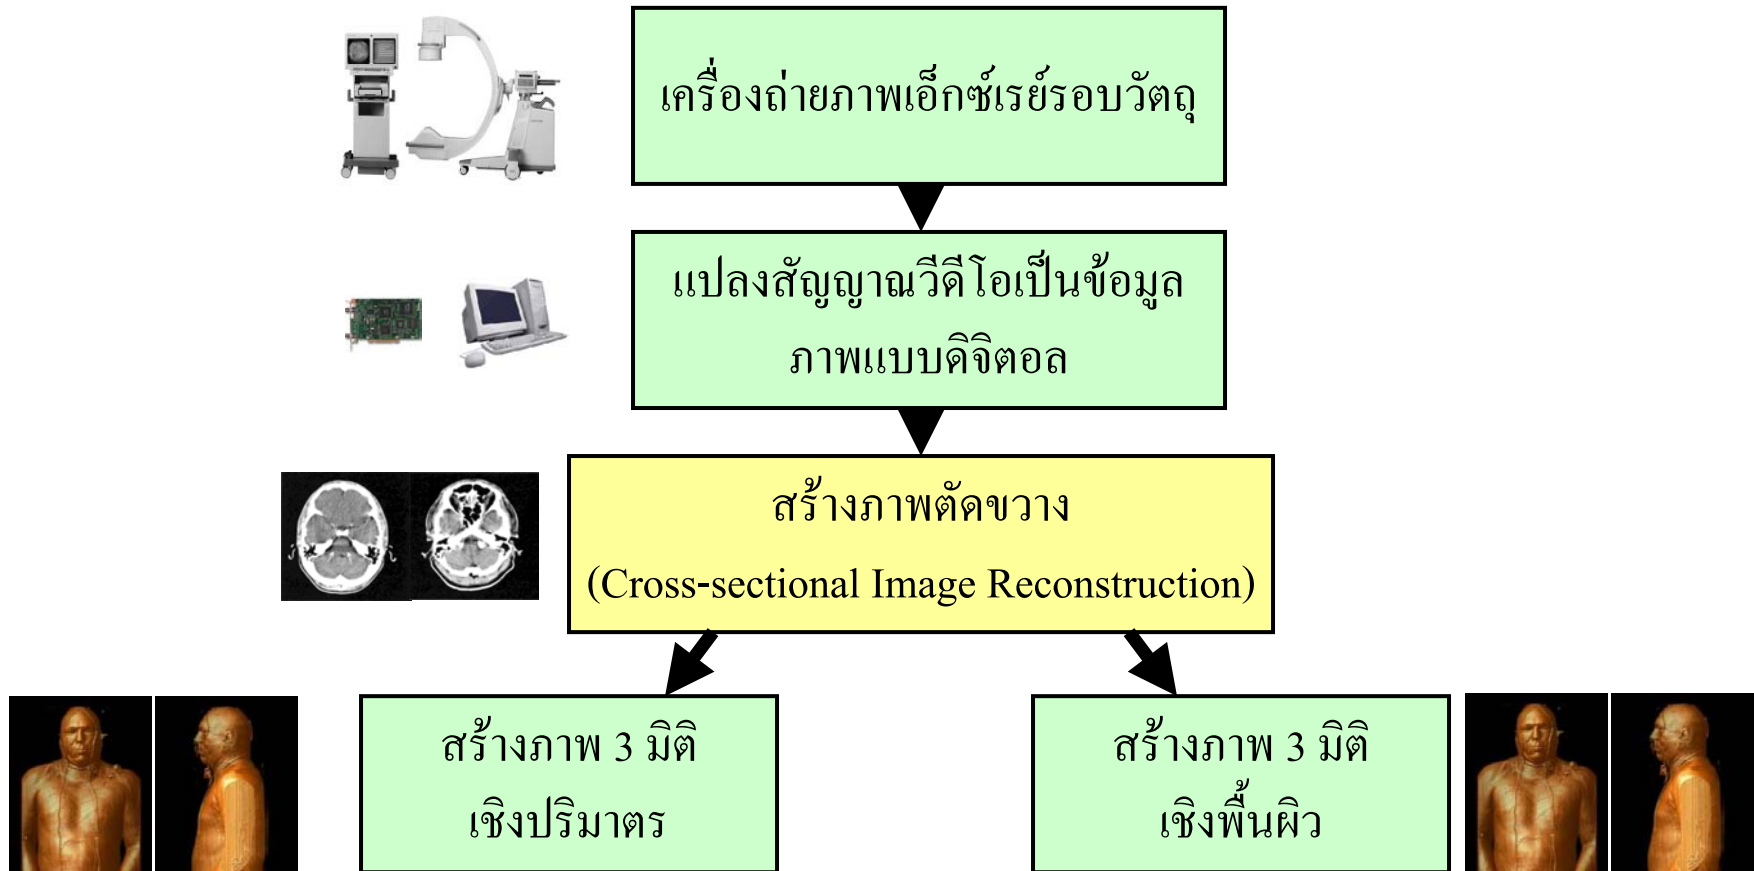 เครื่องถ่ายภาพเอ็กซ์เรย์รอบวัตถุ
แปลงสัญญาณวีดีโอเป็นข้อมูล
ภาพแบบดิจิตอล
สร้างภาพตัดขวาง
(Cross-sectional Image Reconstruction)
สร้างภาพ 3 มิติ
เชิงปริมาตร
สร้างภาพ 3 มิติ
เชิงพื้นผิว